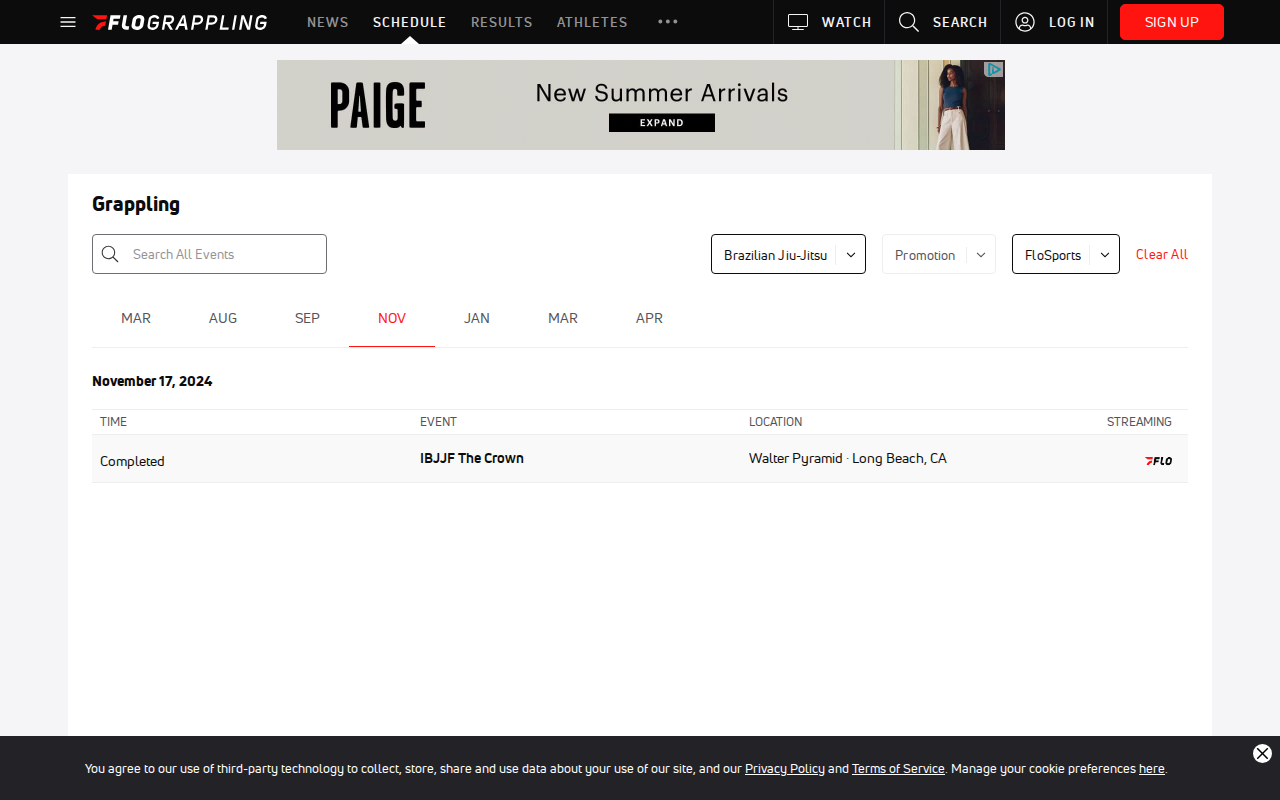 FLOGRAPPLING NEWS SCHEDULE RESULTS ATHLETES WATCH SEARCH LOG IN SIGN UP
PAIGE
New Summer Arrivals
EXPAND
Grappling
Search All Events Brazilian Jiu-Jitsu Promotion FloSports Clear All
MAR AUG SEP NOV JAN MAR APR
November 17, 2024
TIME EVENT LOCATION STREAMING
Completed IBJJF The Crown Walter Pyramid · Long Beach, CA FLO
You agree to our use of third-party technology to collect, store, share and use data about your use of our site, and our Privacy Policy and Terms of Service. Manage your cookie preferences here.